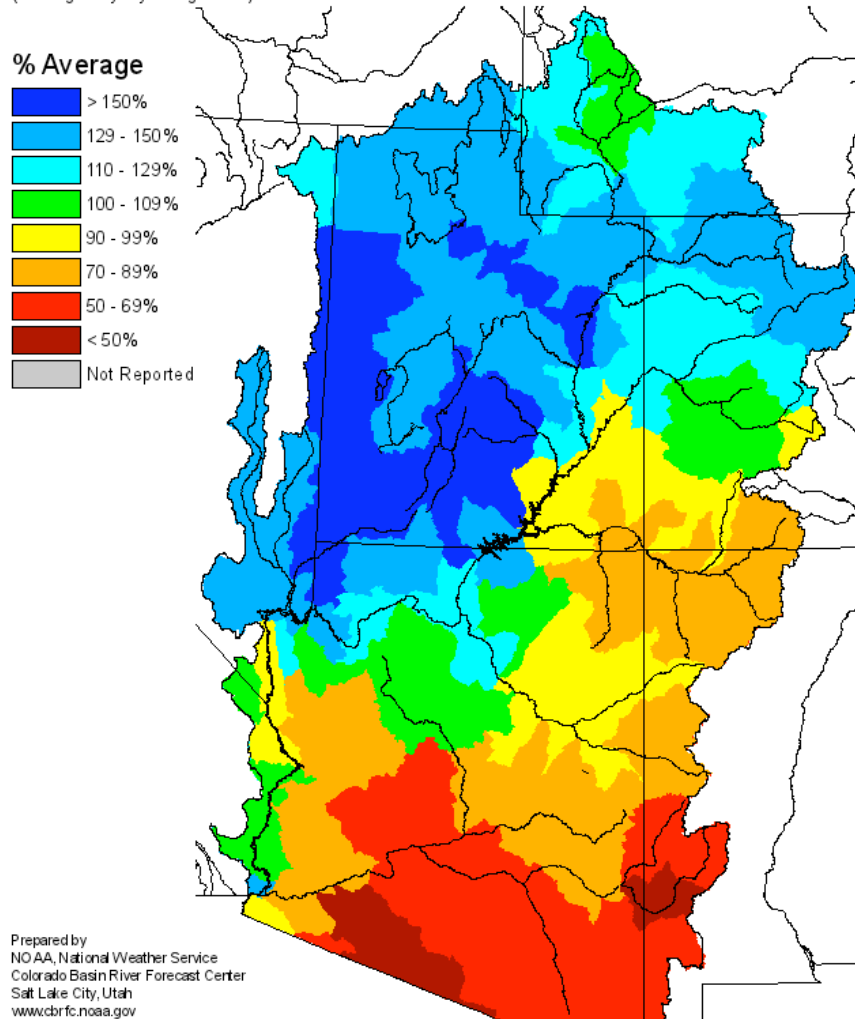 % Average
> 150%
129 - 150%
110 - 129%
100 - 109%
90 - 99%
70 - 89%
50 - 69%
< 50%
Not Reported
Prepared by
NOAA, National Weather Service
Colorado Basin River Forecast Center
Salt Lake City, Utah
www.cbrfc.noaa.gov